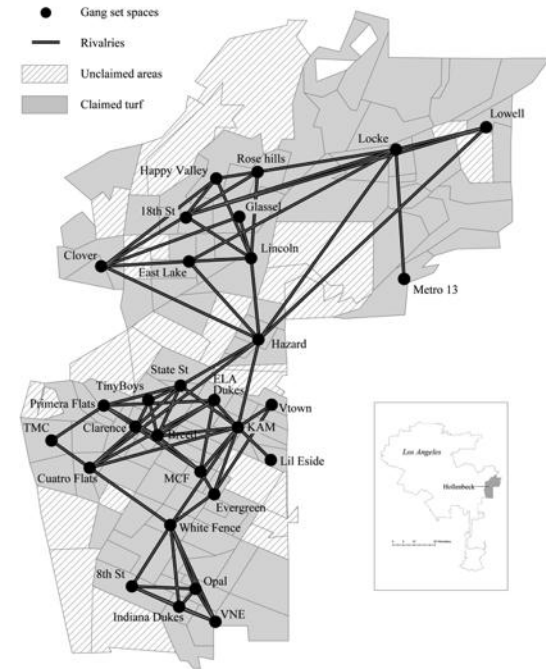 Gang set spaces
Rivalries
Unclaimed areas
Claimed turf
Lowell
Locke
Rose hills
Happy Valley
Glassel
18th St
Lincoln
Clover
East Lake
Metro 13
Hazard
State St
TinyBoys
ELA
Dukes
Primera Flats
Vtown
TMC
Clarence
Breed
KAM
Lil Eside
Cuatro Flats
MCF
Evergreen
White Fence
8th St
Opal
Indiana Dukes
VNE
Los Angeles
Hollenbeck